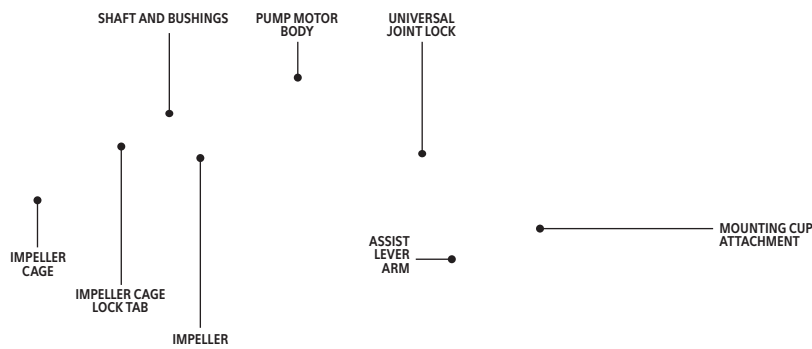 SHAFT AND BUSHINGS
PUMP MOTOR
BODY
UNIVERSAL
JOINT LOCK
MOUNTING CUP
ATTACHMENT
ASSIST
LEVER
ARM
IMPELLER
CAGE
IMPELLER CAGE
LOCK TAB
IMPELLER